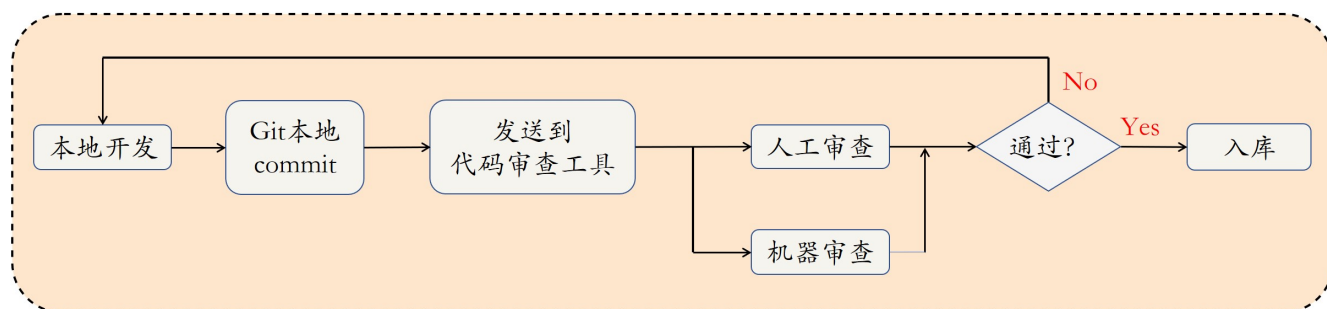 No
本地开发
Git本地
commit
发送到
代码审查工具
人工审查
通过?
Yes
入库
机器审查